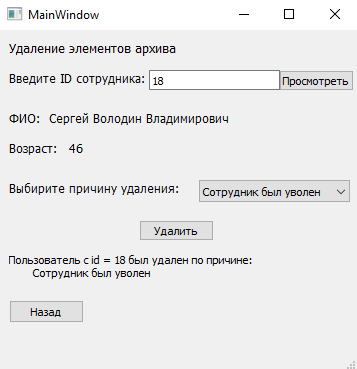 MainWindow
Удаление элементов архива
Введите ID сотрудника: 18 Просмотреть
ФИО: Сергей Володин Владимирович
Возраст: 46
Выбирите причину удаления: Сотрудник был уволен
Удалить
Пользователь с id = 18 был удален по причине:
Сотрудник был уволен
Назад